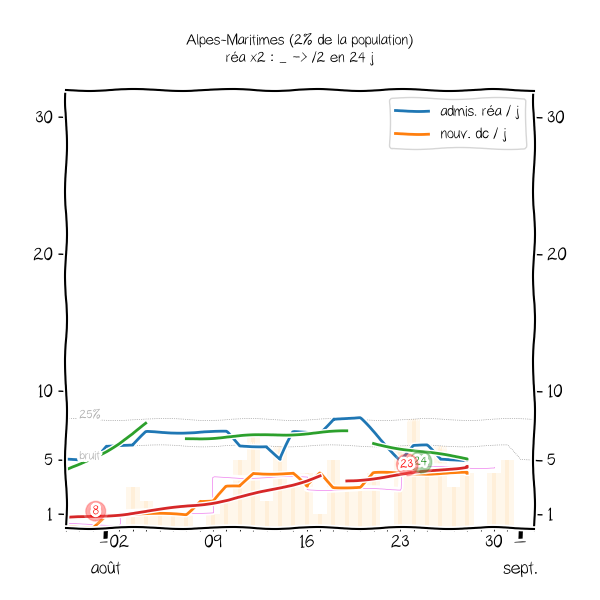 Alpes-Maritimes (2% de la population)
réa x2 : _ -> /2 en 24 j
admis. réa / j
nouv. dc / j
30 30
20 20
10 10
25%
bruit
5 5
23 24
8
1 1
02 09 16 23 30
août sept.